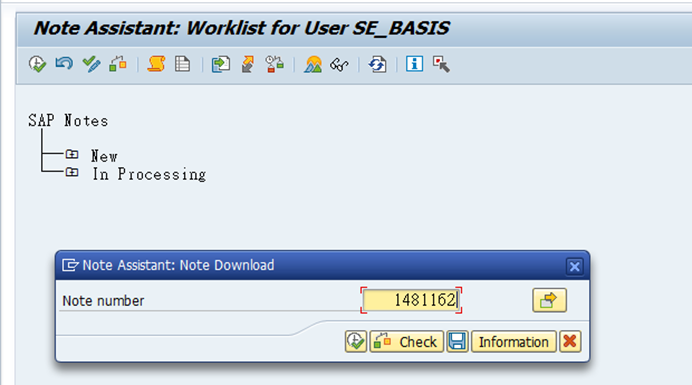 Note Assistant: Worklist for User SE_BASIS
SAP Notes
New
In Processing
Note Assistant: Note Download
Note number 1481162
Check Information